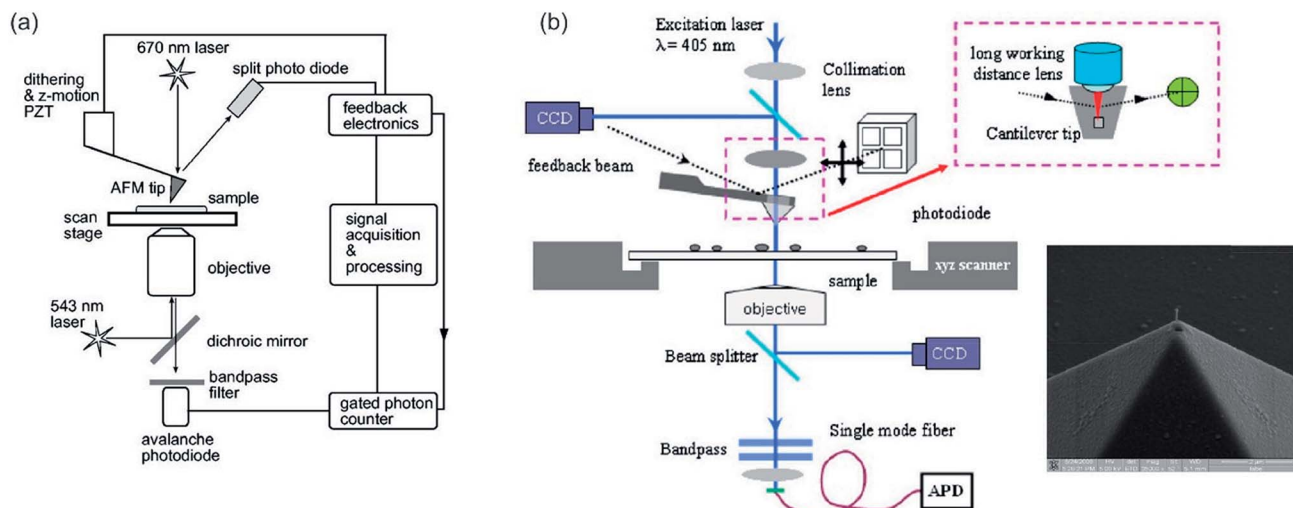 (a)
670 nm laser
split photo diode
dithering
& z-motion
PZT
feedback
electronics
AFM tip
sample
scan
stage
signal
acquisition
&
processing
objective
543 nm
laser
dichroic mirror
bandpass
filter
gated photon
counter
avalanche
photodiode
(b)
Excitation laser
λ= 405 nm
Collimation
lens
CCD
feedback beam
long working
distance lens
Cantilever tip
photodiode
xyz scanner
sample
objective
Beam splitter
CCD
Bandpass
Single mode fiber
APD